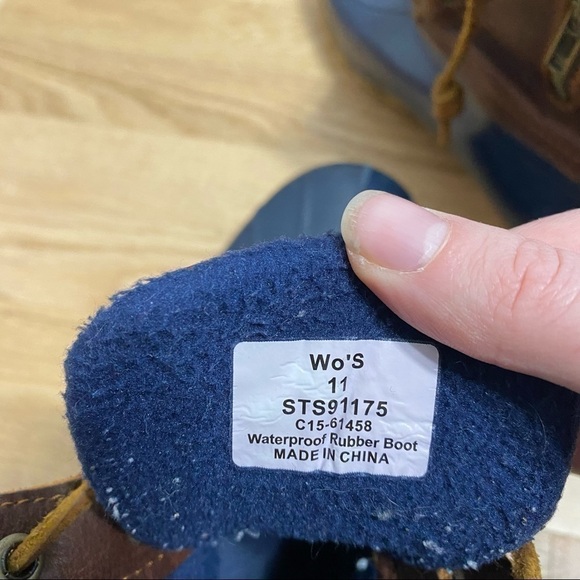 Wo'S
11
STS91175
C15-61458
Waterproof Rubber Boot
MADE IN CHINA